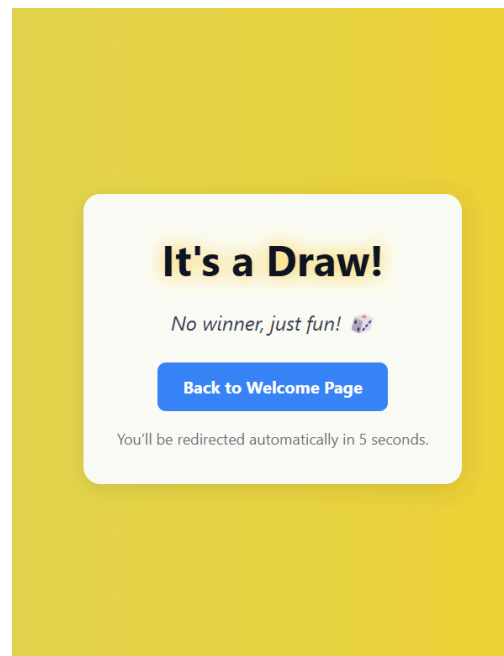 It's a Draw!
No winner, just fun! 🎲
Back to Welcome Page
You'll be redirected automatically in 5 seconds.